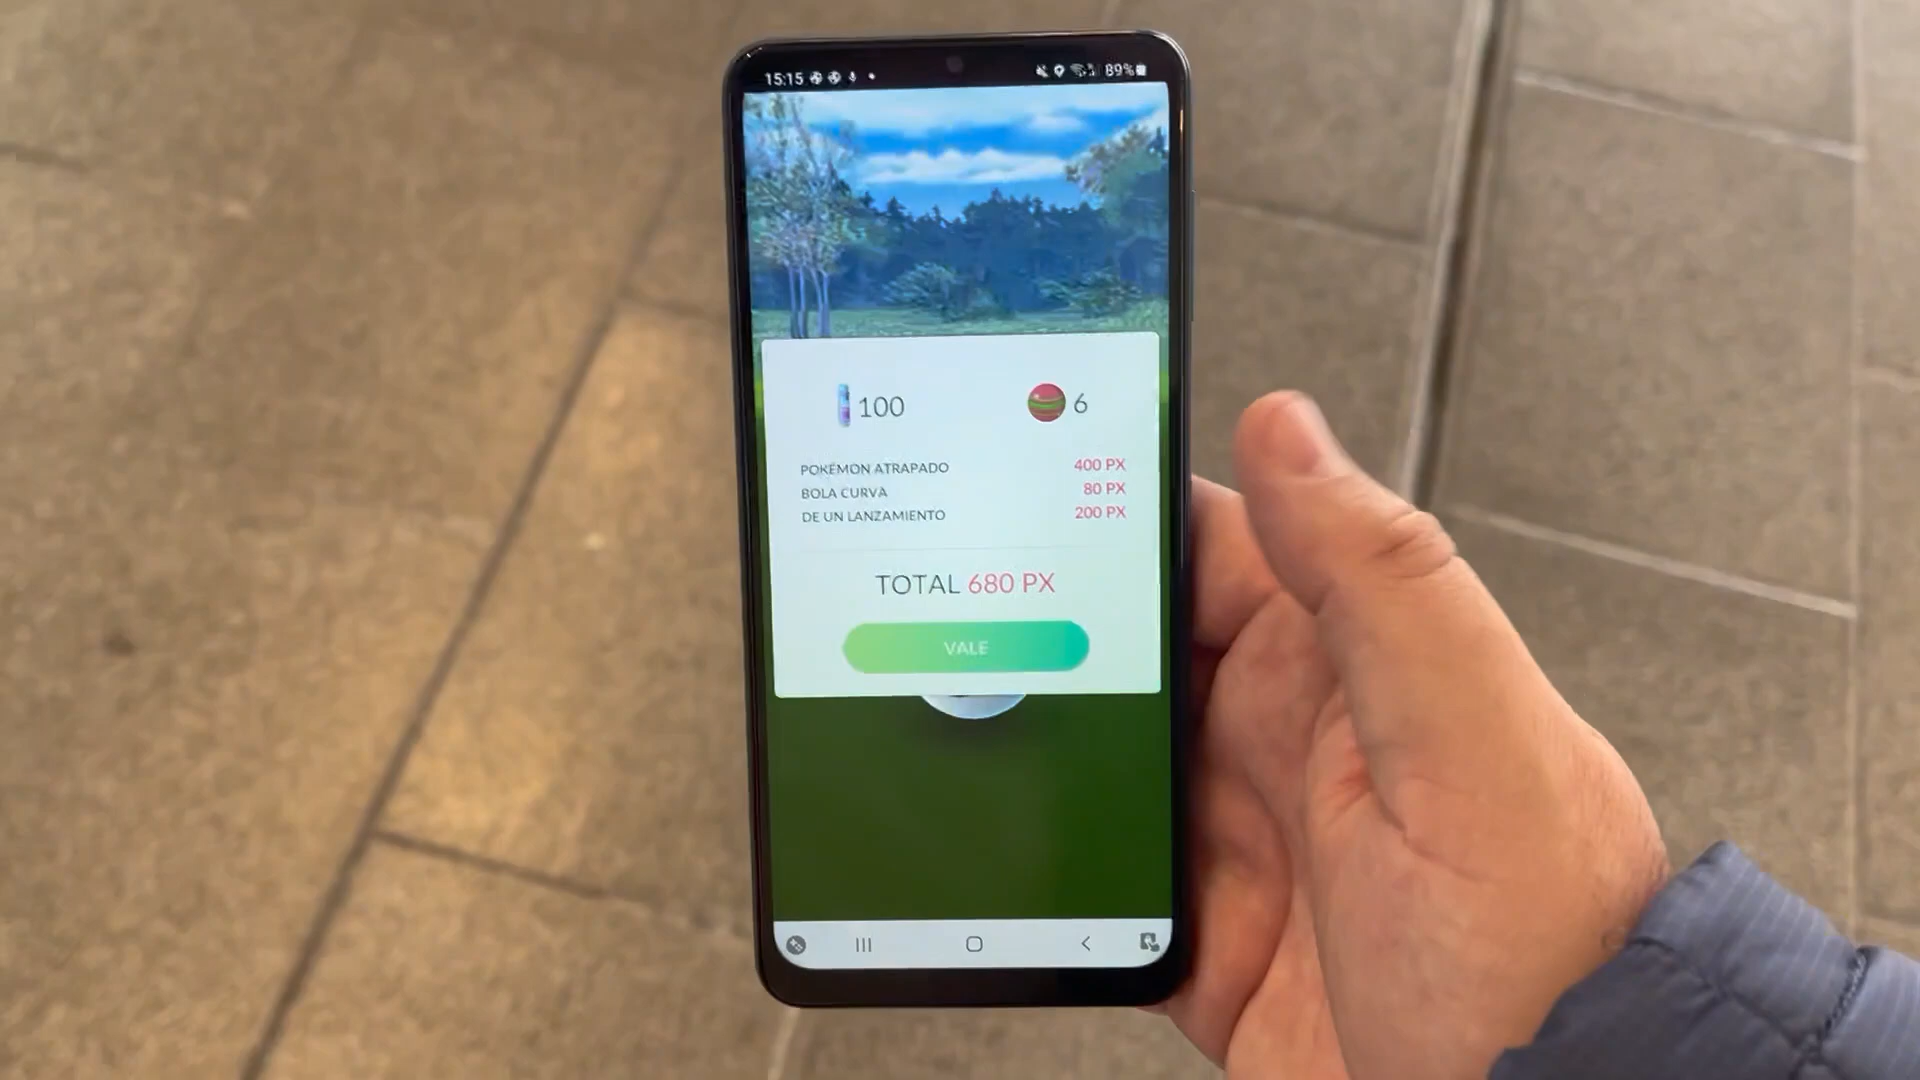 15:15 89%
100 6
POKÉMON ATRAPADO 400 PX
BOLA CURVA 80 PX
DE UN LANZAMIENTO 200 PX
TOTAL 680 PX
VALE